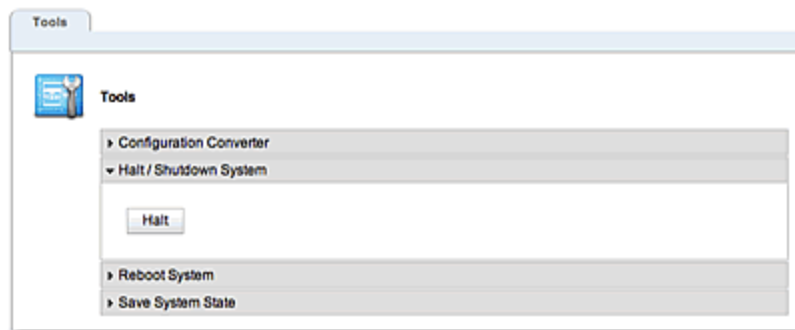 Tools
Tools
Configuration Converter
Halt / Shutdown System
Halt
Reboot System
Save System State